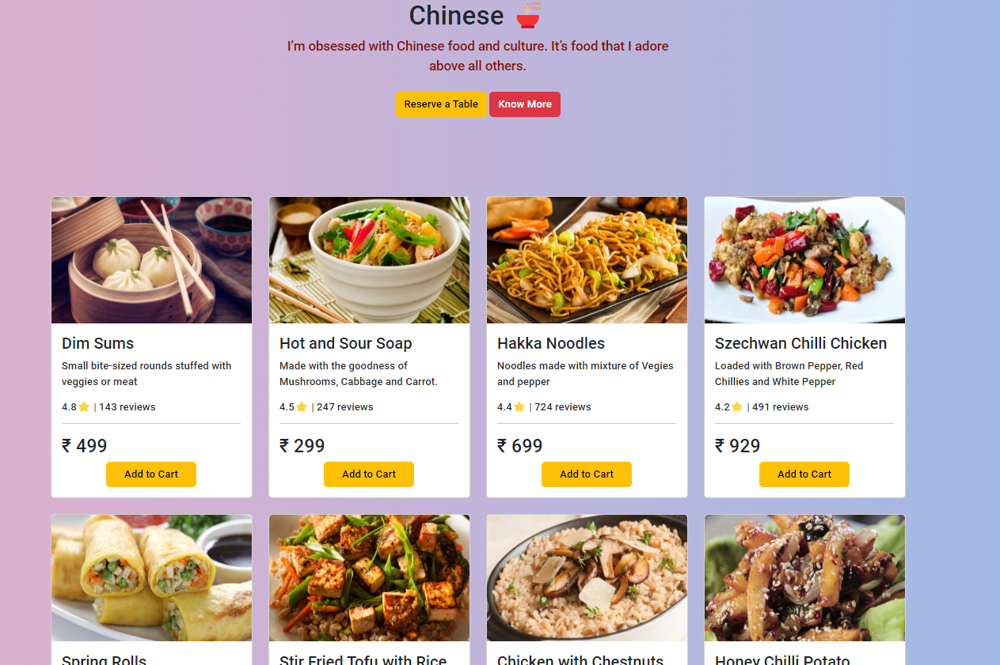 Chinese
I’m obsessed with Chinese food and culture. It’s food that I adore
above all others.
Reserve a Table Know More
Dim Sums
Small bite-sized rounds stuffed with
veggies or meat
4.8 | 143 reviews
₹ 499
Add to Cart
Hot and Sour Soap
Made with the goodness of
Mushrooms, Cabbage and Carrot.
4.5 | 247 reviews
₹ 299
Add to Cart
Hakka Noodles
Noodles made with mixture of Vegies
and pepper
4.4 | 724 reviews
₹ 699
Add to Cart
Szechwan Chilli Chicken
Loaded with Brown Pepper, Red
Chillies and White Pepper
4.2 | 491 reviews
₹ 929
Add to Cart
Spring Rolls
Stir Fried Tofu with Rice
Chicken with Chestnuts
Honey Chilli Potato